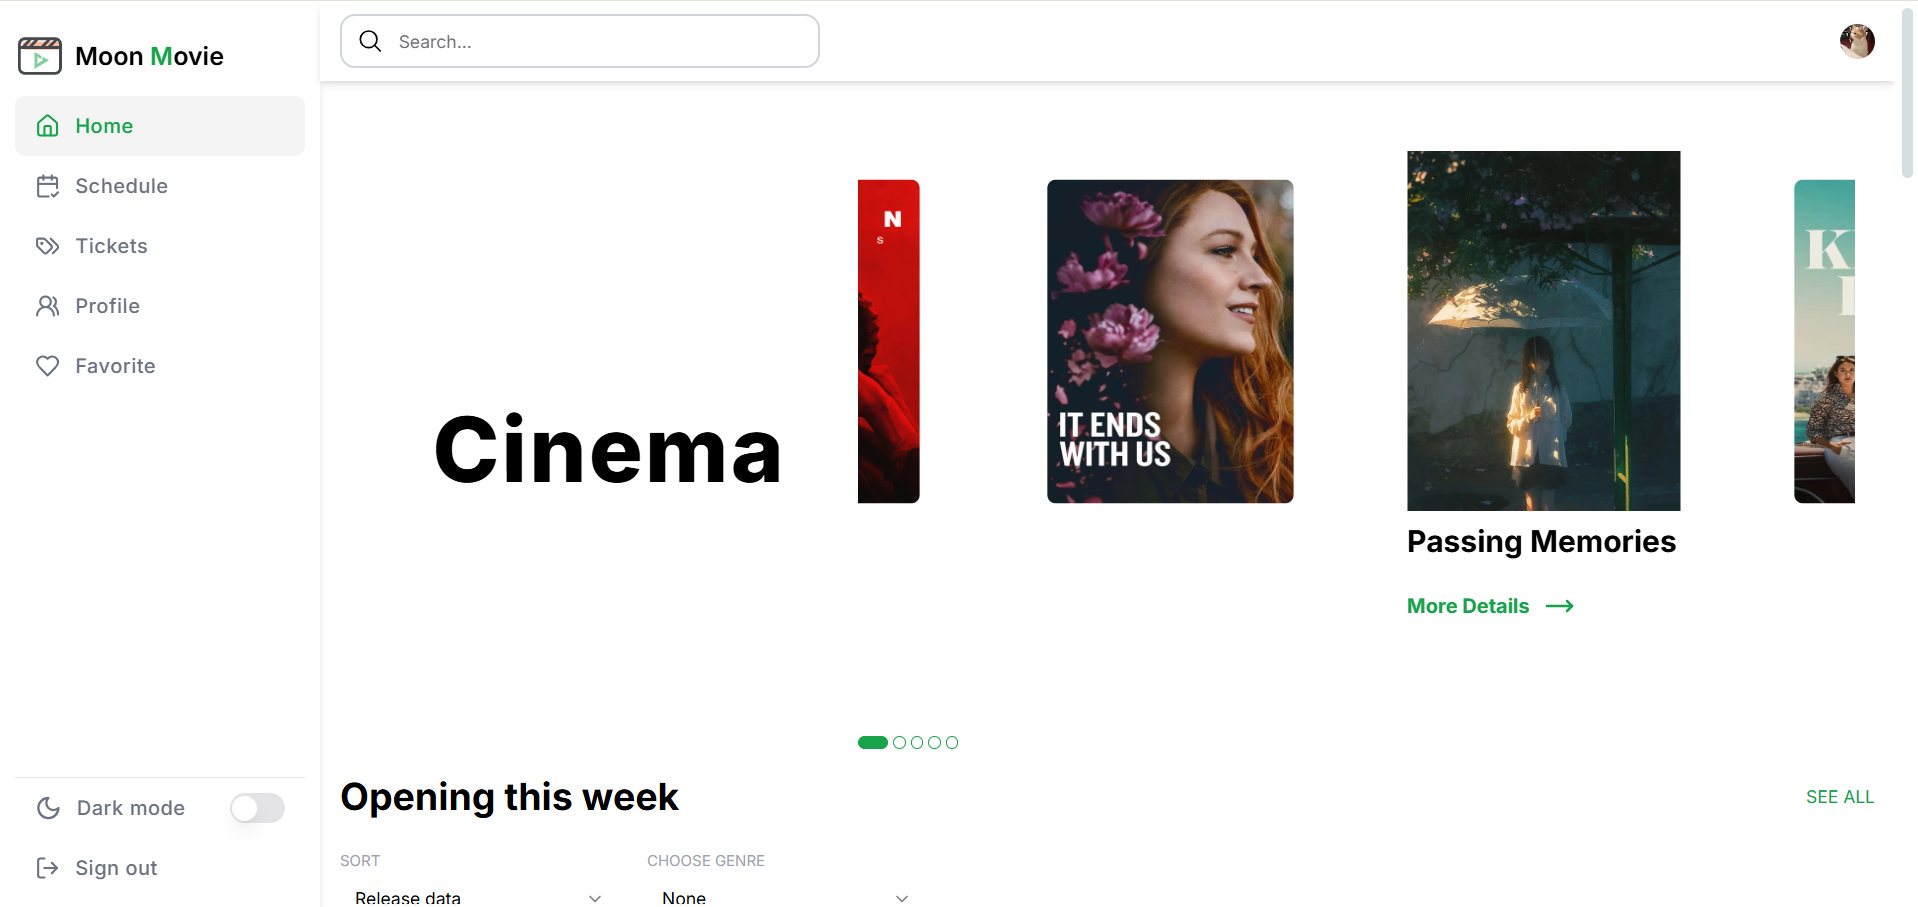 Moon Movie
Search...
Home
Schedule
Tickets
Profile
Favorite
Cinema
N
S
IT ENDS
WITH US
K
Passing Memories
More Details
Opening this week
SEE ALL
SORT
CHOOSE GENRE
Release data
None
Dark mode
Sign out